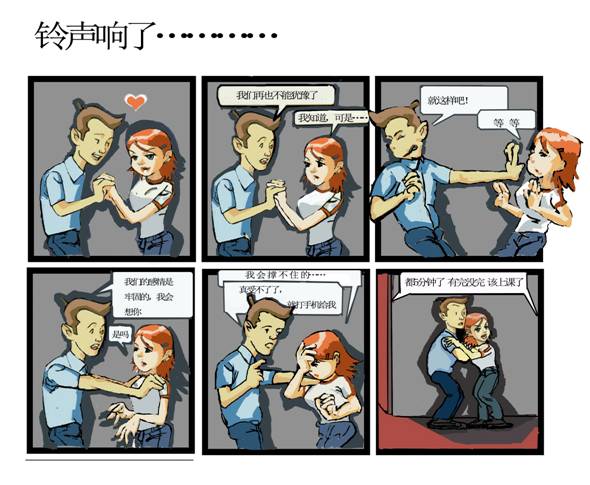 铃声响了…………
我们再也不能犹豫了
我知道，可是……
就这样吧！
等 等
我们的感情是
牢固的，我会
想你
是吗
我会撑不住的……
真受不了了，
就打手机给我
都5分钟了 有完没完 该上课了